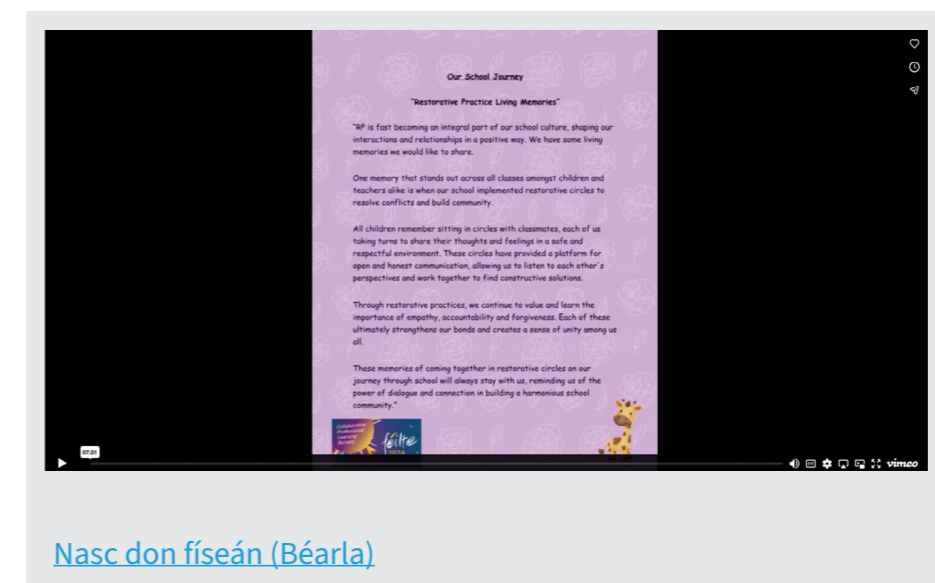 Our School Journey
"Restorative Practice Living Memories"
"RP is fast becoming an integral part of our school culture, shaping our
interactions and relationships in a positive way. We have some living
memories we would like to share.
One memory that stands out across all classes amongst children and
teachers alike is when our school implemented restorative circles to
resolve conflicts and build community.
All children remember sitting in circles with classmates, each of us
taking turns to share their thoughts and feelings in a safe and
respectful environment. These circles have provided a platform for
open and honest communication, allowing us to listen to each other's
perspectives and work together to find constructive solutions.
Through restorative practices, we continue to value and learn the
importance of empathy, accountability and forgiveness. Each of these
ultimately strengthens our bonds and creates a sense of unity among us
all.
These memories of coming together in restorative circles on our
journey through school will always stay with us, reminding us of the
power of dialogue and connection in building a harmonious school
community."
Collaborative
Professional
Learning
féilte
2024
07:31
vimeo
Nasc don físeán (Béarla)